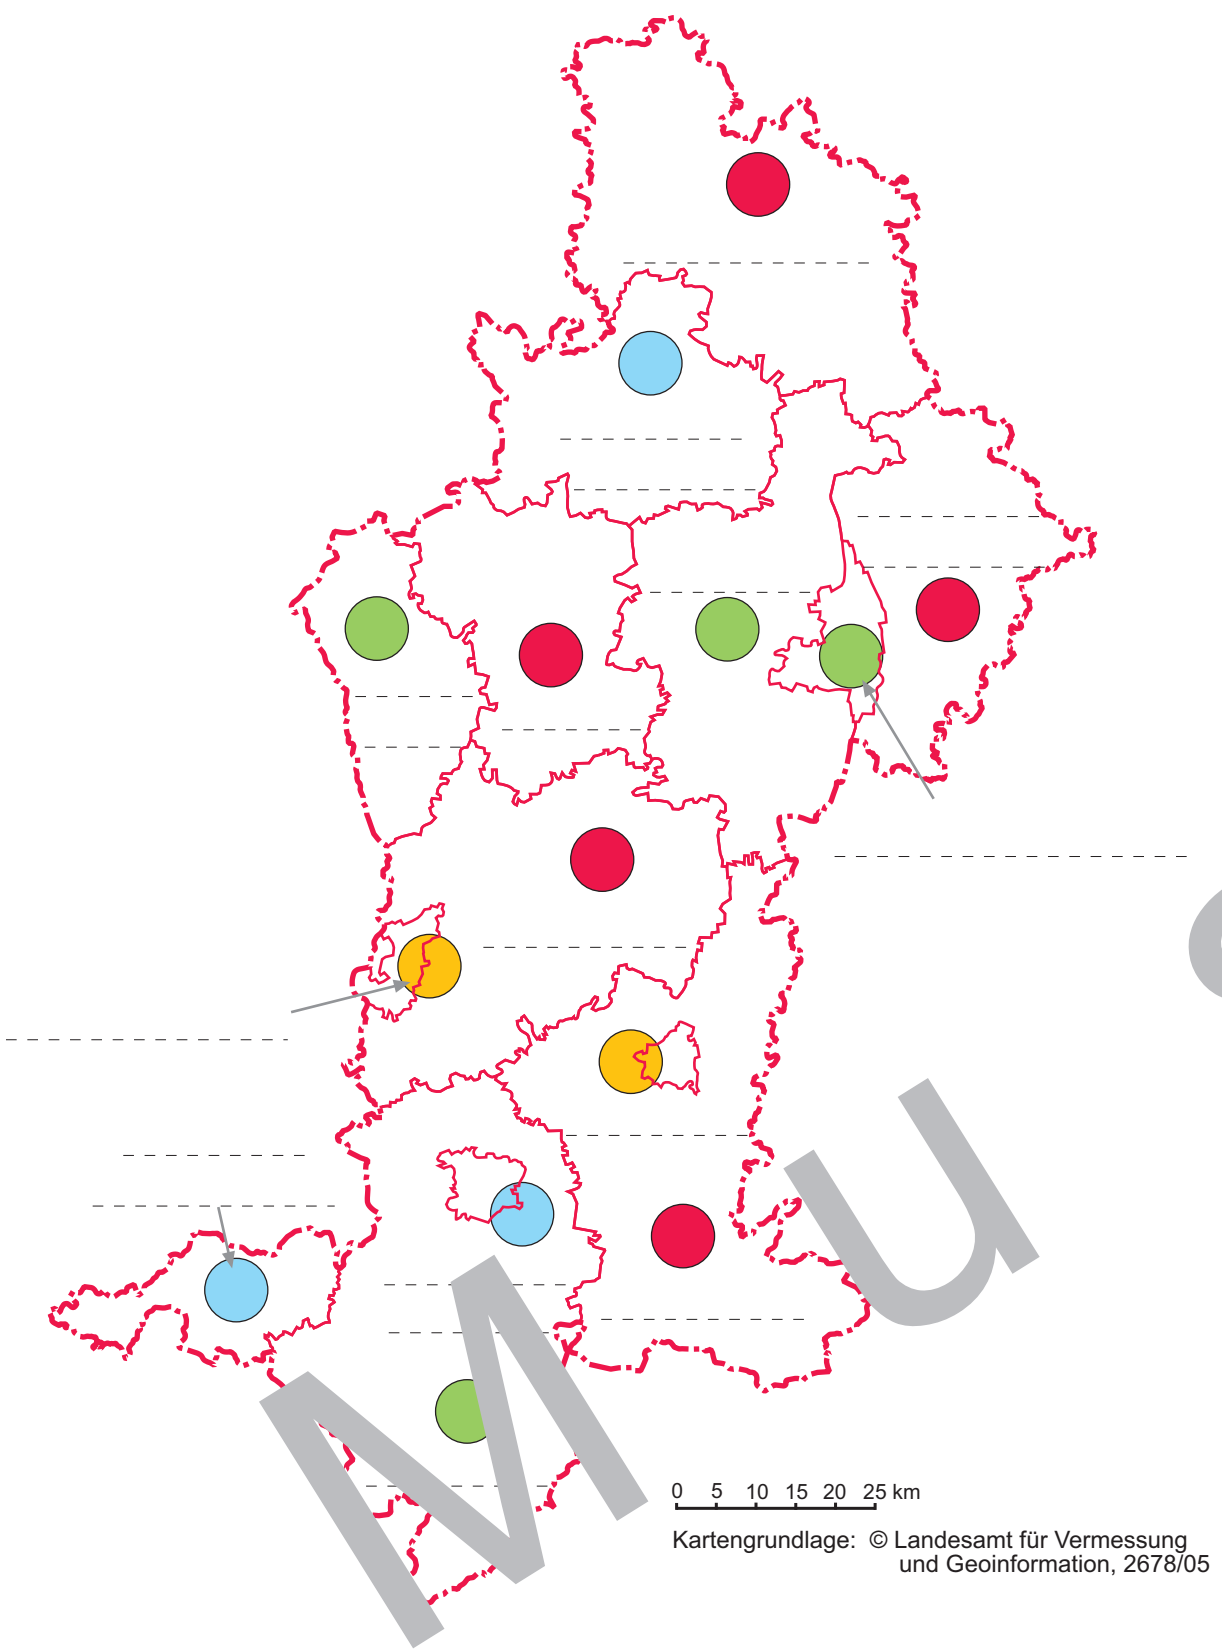 0 5 10 15 20 25 km
Kartengrundlage: © Landesamt für Vermessung
und Geoinformation, 2678/05
M u